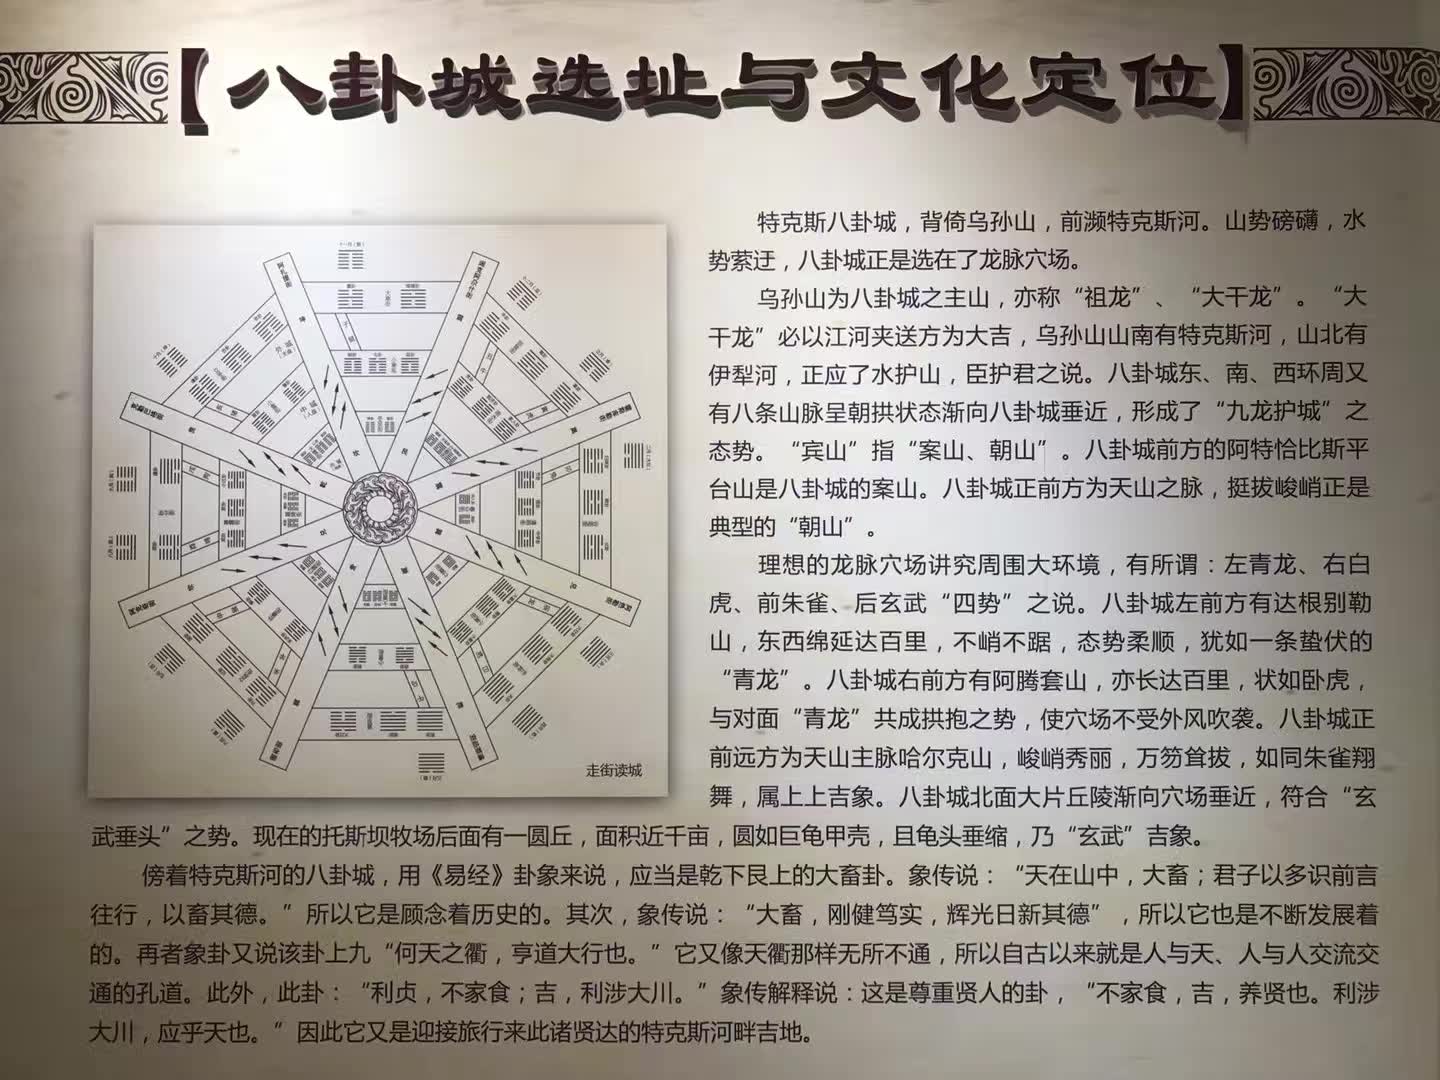 【八卦城选址与文化定位】
特克斯八卦城，背倚乌孙山，前濒特克斯河。山势磅礴，水
势萦迂，八卦城正是选在了龙脉穴场。
乌孙山为八卦城之主山，亦称“祖龙”、“大干龙”。“大
干龙”必以江河夹送方为大吉，乌孙山山南有特克斯河，山北有
伊犁河，正应了水护山，臣护君之说。八卦城东、南、西环周又
有八条山脉呈朝拱状态渐向八卦城垂近，形成了“九龙护城”之
态势。“宾山”指“案山、朝山”。八卦城前方的阿特恰比斯平
台山是八卦城的案山。八卦城正前方为天山之脉，挺拔峻峭正是
典型的“朝山”。
理想的龙脉穴场讲究周围大环境，有所谓：左青龙、右白
虎、前朱雀、后玄武“四势”之说。八卦城左前方有达根别勒
山，东西绵延达百里，不峭不踞，态势柔顺，犹如一条蛰伏的
“青龙”。八卦城右前方有阿腾套山，亦长达百里，状如卧虎，
与对面“青龙”共成拱抱之势，使穴场不受外风吹袭。八卦城正
前远方为天山主脉哈尔克山，峻峭秀丽，万笏耸拔，如同朱雀翔
舞，属上上吉象。八卦城北面大片丘陵渐向穴场垂近，符合“玄
武垂头”之势。现在的托斯坝牧场后面有一圆丘，面积近千亩，圆如巨龟甲壳，且龟头垂缩，乃“玄武”吉象。
傍着特克斯河的八卦城，用《易经》卦象来说，应当是乾下艮上的大畜卦。象传说：“天在山中，大畜；君子以多识前言
往行，以畜其德。”所以它是顾念着历史的。其次，彖传说：“大畜，刚健笃实，辉光日新其德”，所以它也是不断发展着
的。再者象卦又说该卦上九“何天之衢，亨道大行也。”它又像天衢那样无所不通，所以自古以来就是人与天、人与人交流交
通的孔道。此外，此卦：“利贞，不家食；吉，利涉大川。”彖传解释说：这是尊重贤人的卦，“不家食，吉，养贤也。利涉
大川，应乎天也。”因此它又是迎接旅行来此诸贤达的特克斯河畔吉地。
走街读城